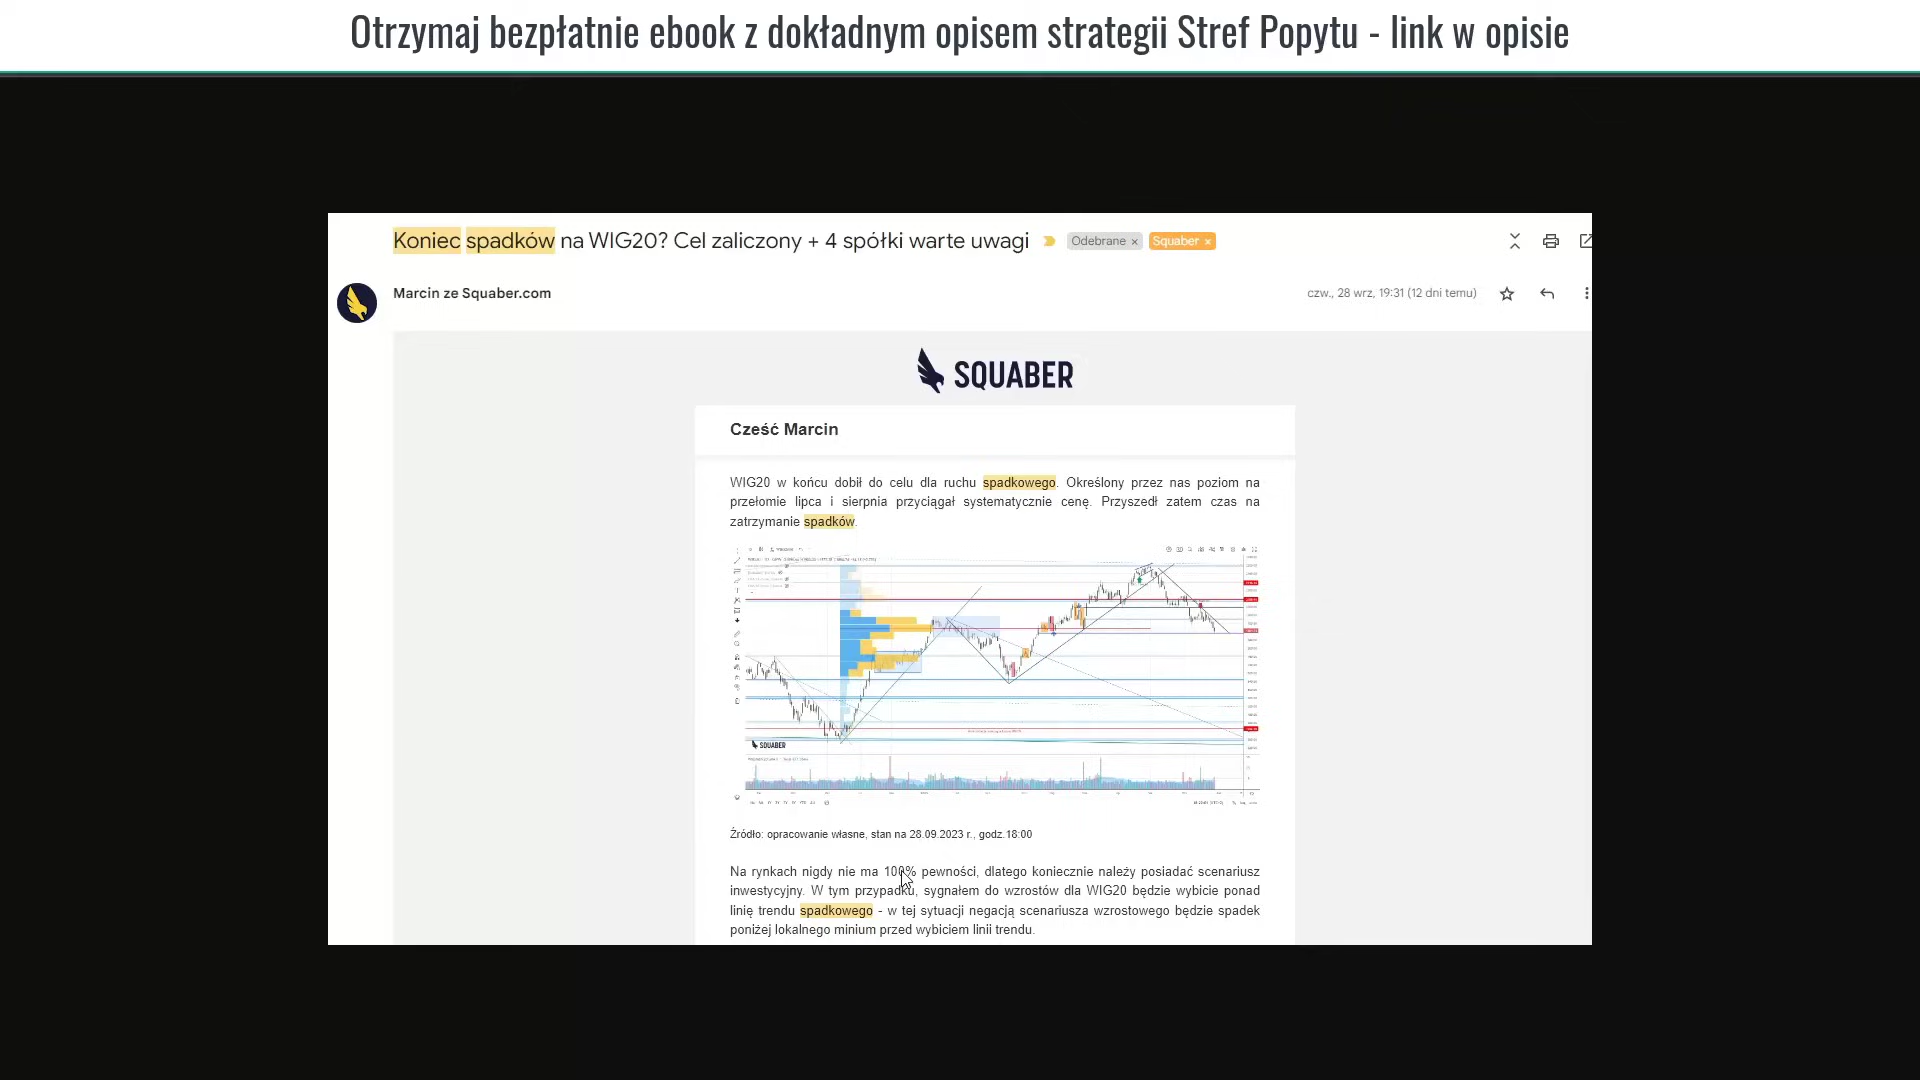 Otrzymaj bezpłatnie ebook z dokładnym opisem strategii Stref Popytu - link w opisie
Koniec spadków na WIG20? Cel zaliczony + 4 spółki warte uwagi
Odebrane ×
Squaber ×
Marcin ze Squaber.com
czw., 28 wrz, 19:31 (12 dni temu)
SQUABER
Cześć Marcin
WIG20 w końcu dobił do celu dla ruchu spadkowego. Określony przez nas poziom na
przełomie lipca i sierpnia przyciągał systematycznie cenę. Przyszedł zatem czas na
zatrzymanie spadków.
SQUABER
Źródło: opracowanie własne, stan na 28.09.2023 r., godz.18:00
Na rynkach nigdy nie ma 100% pewności, dlatego koniecznie należy posiadać scenariusz
inwestycyjny. W tym przypadku, sygnałem do wzrostów dla WIG20 będzie wybicie ponad
linię trendu spadkowego - w tej sytuacji negacją scenariusza wzrostowego będzie spadek
poniżej lokalnego minium przed wybiciem linii trendu.